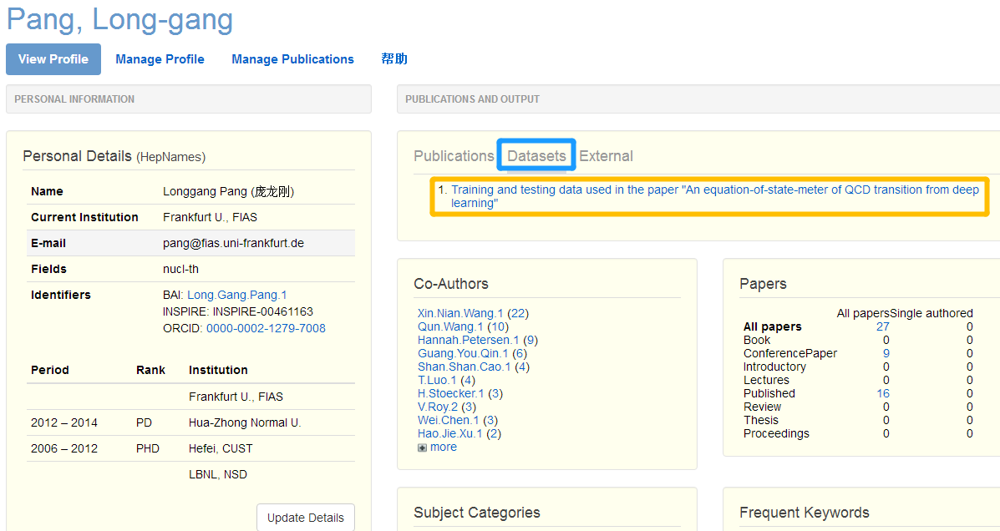 Pang, Long-gang
View Profile Manage Profile Manage Publications 帮助
PERSONAL INFORMATION
Personal Details (HepNames)
Name Longgang Pang (庞龙刚)
Current Institution Frankfurt U., FIAS
E-mail pang@fias.uni-frankfurt.de
Fields nucl-th
Identifiers BAI: Long.Gang.Pang.1
INSPIRE: INSPIRE-00461163
ORCID: 0000-0002-1279-7008
Period Rank Institution
Frankfurt U., FIAS
2012 – 2014 PD Hua-Zhong Normal U.
2006 – 2012 PHD Hefei, CUST
LBNL, NSD
Update Details
PUBLICATIONS AND OUTPUT
Publications Datasets External
1. Training and testing data used in the paper "An equation-of-state-meter of QCD transition from deep
learning"
Co-Authors
Xin.Nian.Wang.1 (22)
Qun.Wang.1 (10)
Hannah.Petersen.1 (9)
Guang.You.Qin.1 (6)
Shan.Shan.Cao.1 (4)
T.Luo.1 (4)
H.Stoecker.1 (3)
V.Roy.2 (3)
Wei.Chen.1 (3)
Hao.Jie.Xu.1 (2)
more
Papers
All papersSingle authored
All papers 27 0
Book 0 0
ConferencePaper 9 0
Introductory 0 0
Lectures 0 0
Published 16 0
Review 0 0
Thesis 0 0
Proceedings 0 0
Subject Categories
Frequent Keywords